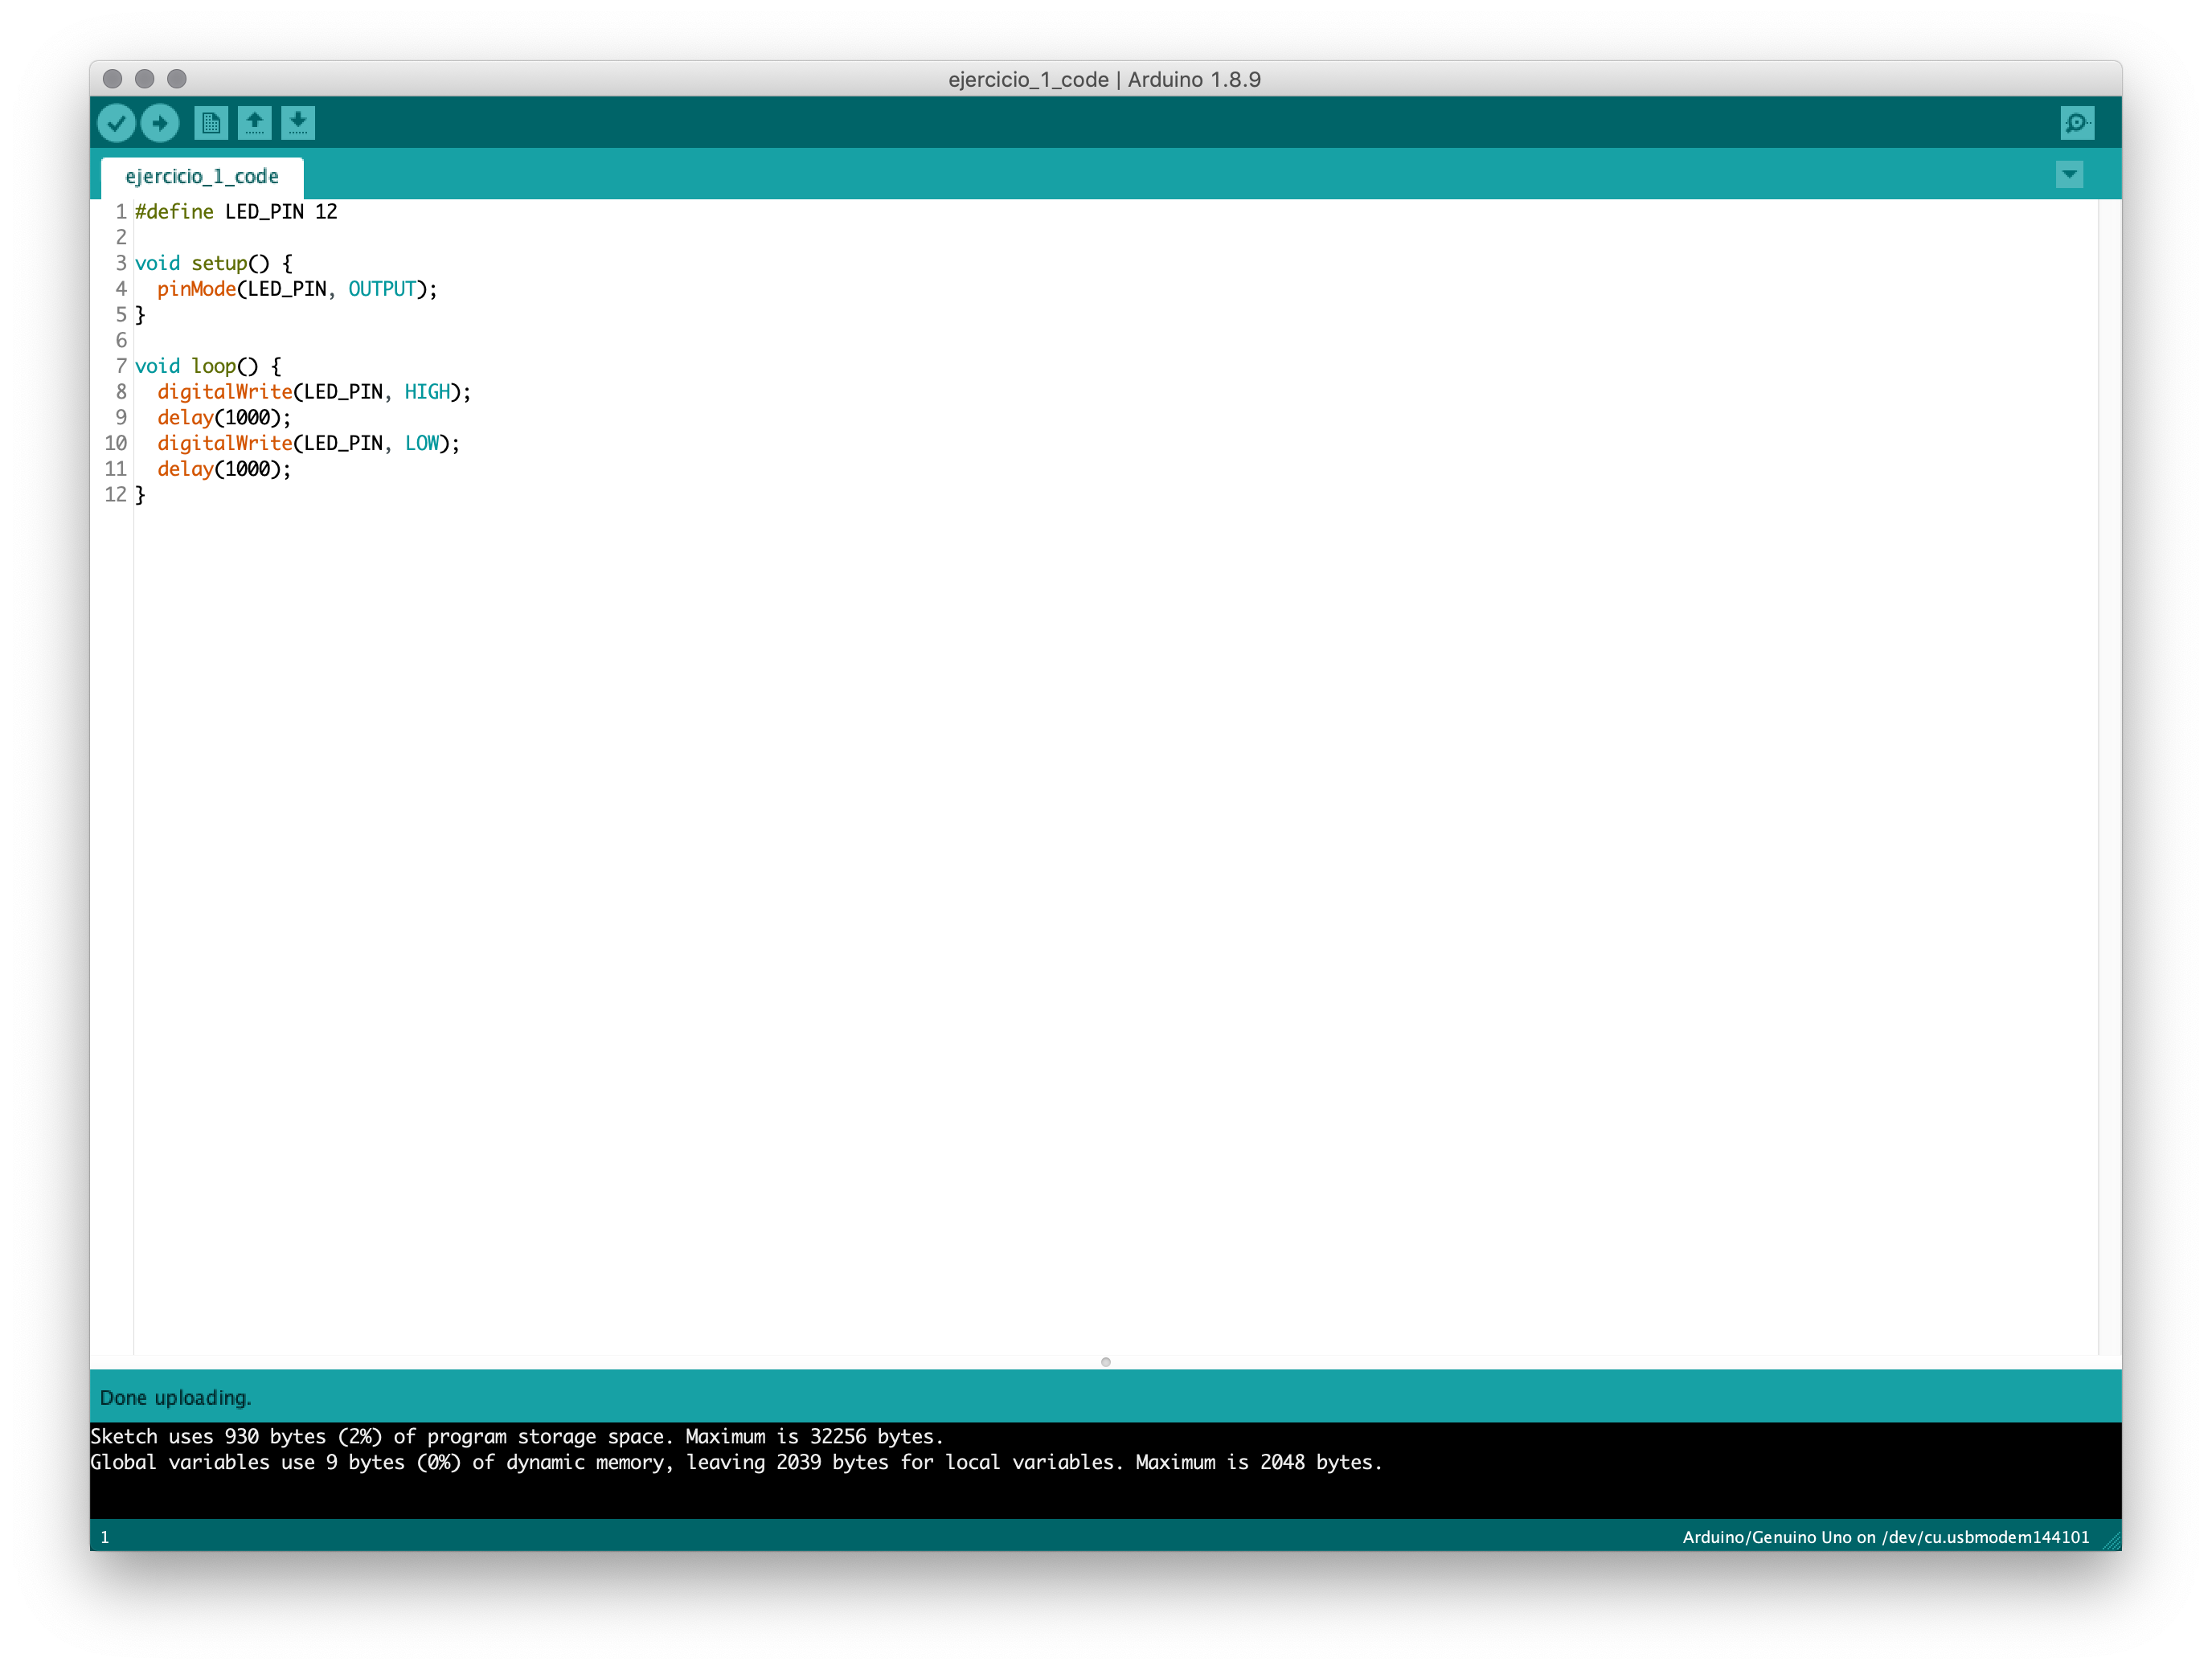 ejercicio_1_code | Arduino 1.8.9
ejercicio_1_code
1 #define LED_PIN 12
2
3 void setup() {
4   pinMode(LED_PIN, OUTPUT);
5 }
6
7 void loop() {
8   digitalWrite(LED_PIN, HIGH);
9   delay(1000);
10   digitalWrite(LED_PIN, LOW);
11   delay(1000);
12 }
Done uploading.
Sketch uses 930 bytes (2%) of program storage space. Maximum is 32256 bytes.
Global variables use 9 bytes (0%) of dynamic memory, leaving 2039 bytes for local variables. Maximum is 2048 bytes.
1 Arduino/Genuino Uno on /dev/cu.usbmodem144101